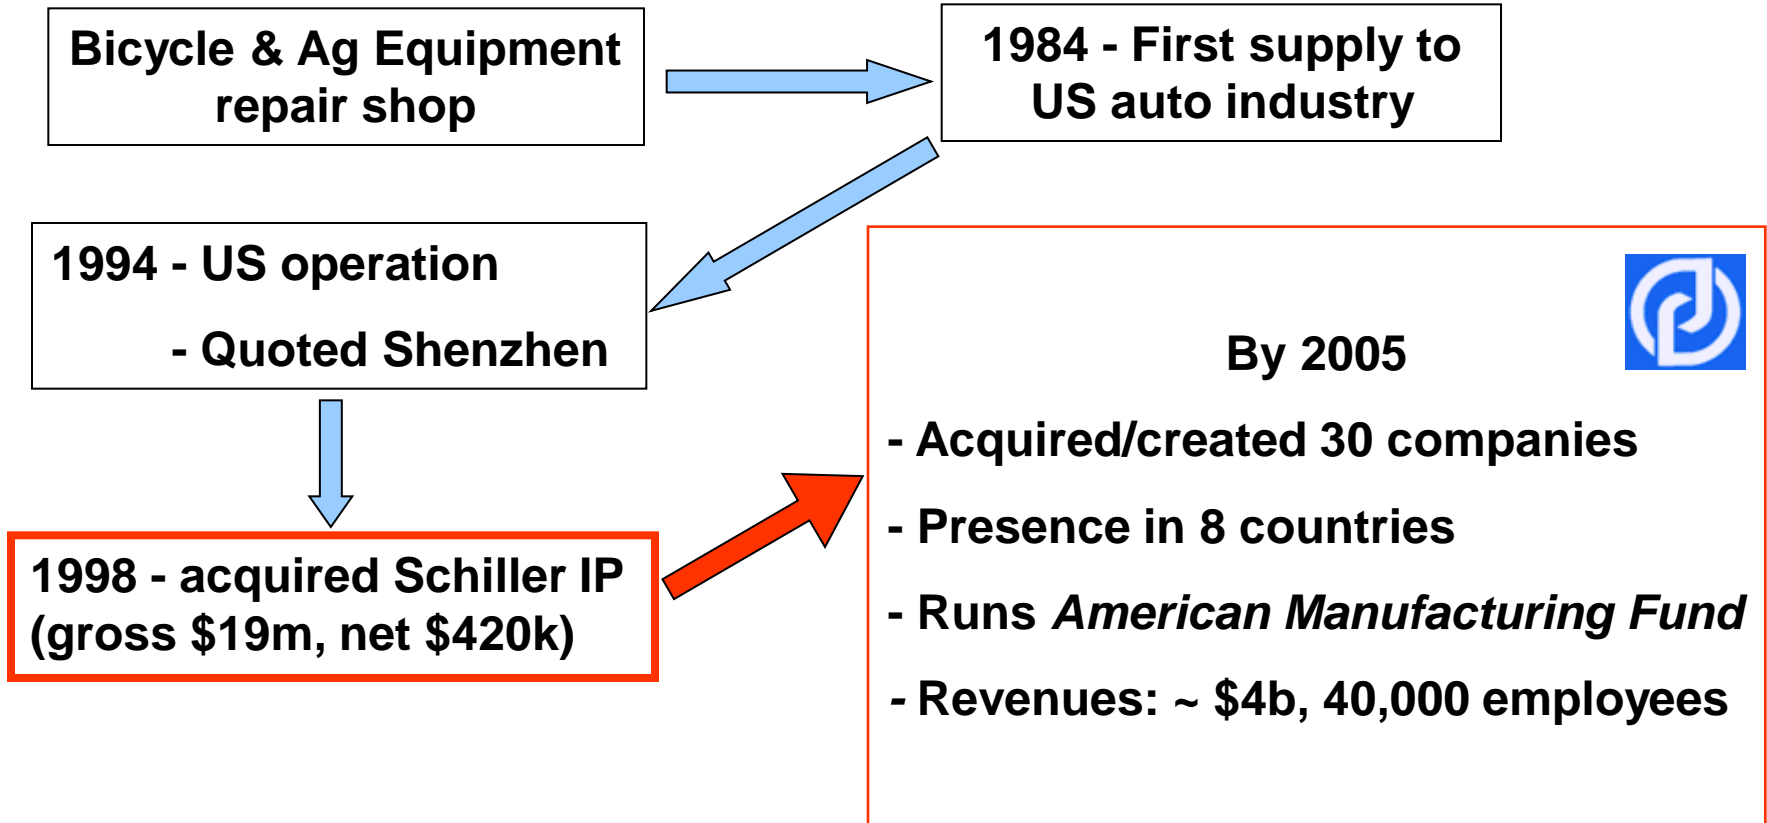 Bicycle & Ag Equipment
repair shop
1984 - First supply to
US auto industry
1994 - US operation
- Quoted Shenzhen
1998 - acquired Schiller IP
(gross $19m, net $420k)
By 2005
- Acquired/created 30 companies
- Presence in 8 countries
- Runs American Manufacturing Fund
- Revenues: ~ $4b, 40,000 employees